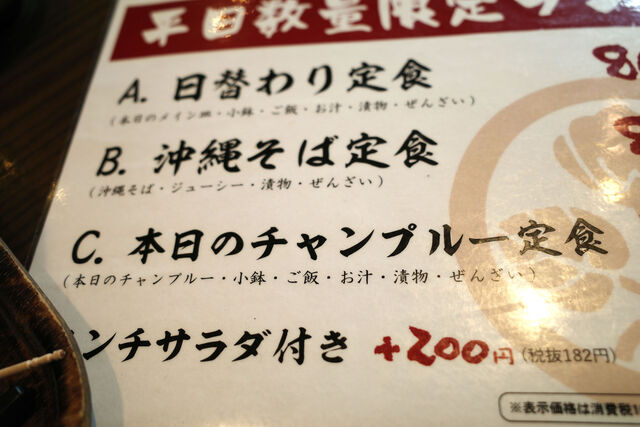 平日数量限定ラ
A. 日替わり定食
(本日のメイン皿・小鉢・ご飯・お汁・漬物・ぜんざい)
B. 沖縄そば定食
(沖縄そば・ジューシー・漬物・ぜんざい)
C. 本日のチャンプルー定食
(本日のチャンプルー・小鉢・ご飯・お汁・漬物・ぜんざい)
ンチサラダ付き +200円(税抜182円)
※表示価格は消費税1